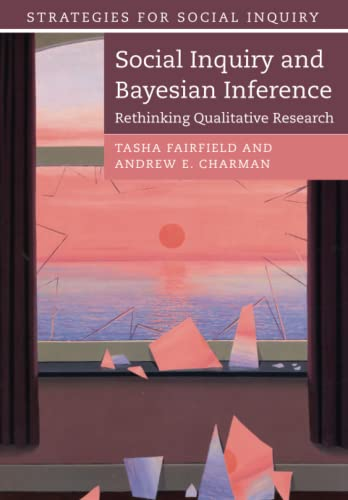 STRATEGIES FOR SOCIAL INQUIRY
Social Inquiry and
Bayesian Inference
Rethinking Qualitative Research
TASHA FAIRFIELD AND
ANDREW E. CHARMAN